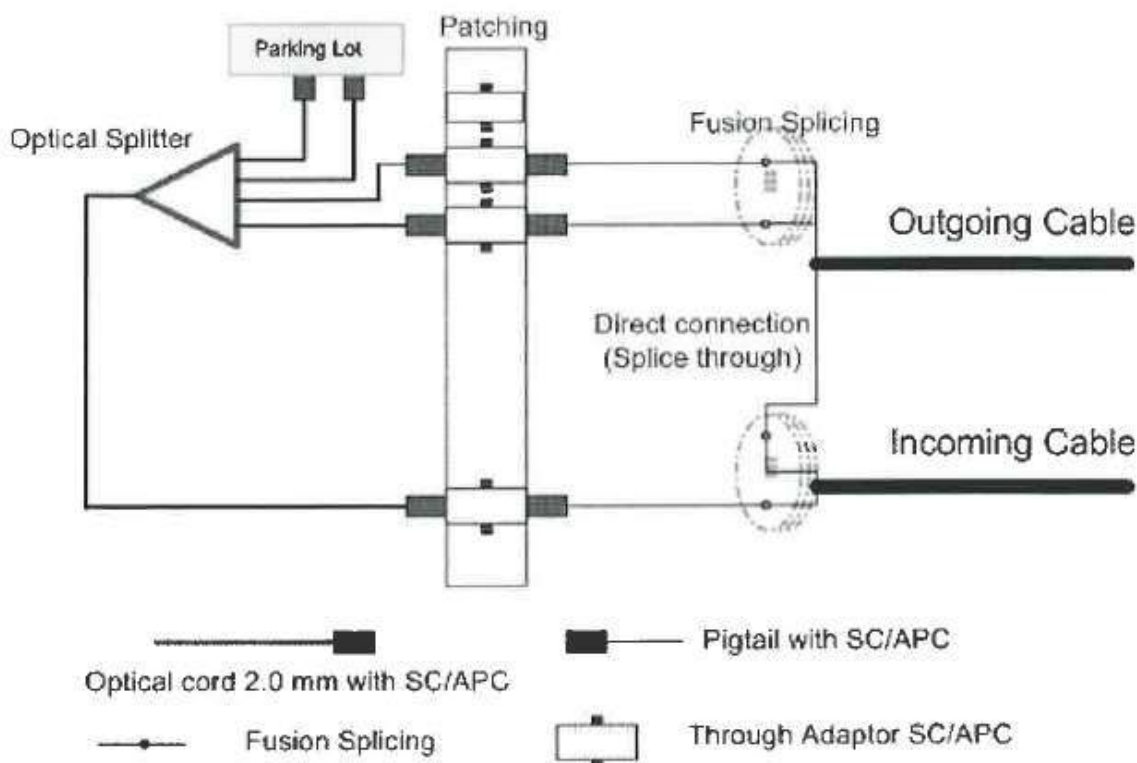 Patching
Parking Lot
Optical Splitter
Fusion Splicing
Outgoing Cable
Direct connection
(Splice through)
Incoming Cable
Optical cord 2.0 mm with SC/APC
Pigtail with SC/APC
Fusion Splicing
Through Adaptor SC/APC